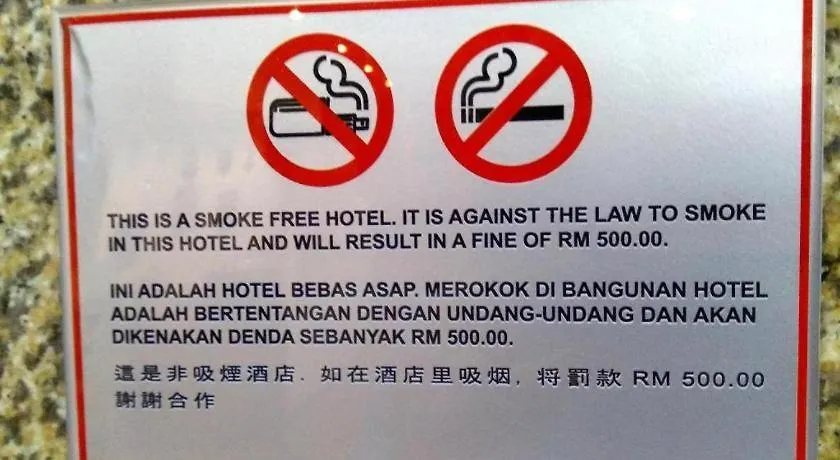 THIS IS A SMOKE FREE HOTEL. IT IS AGAINST THE LAW TO SMOKE
IN THIS HOTEL AND WILL RESULT IN A FINE OF RM 500.00.
INI ADALAH HOTEL BEBAS ASAP. MEROKOK DI BANGUNAN HOTEL
ADALAH BERTENTANGAN DENGAN UNDANG-UNDANG DAN AKAN
DIKENAKAN DENDA SEBANYAK RM 500.00.
這是非吸煙酒店. 如在酒店里吸烟, 将罰款 RM 500.00
謝謝合作